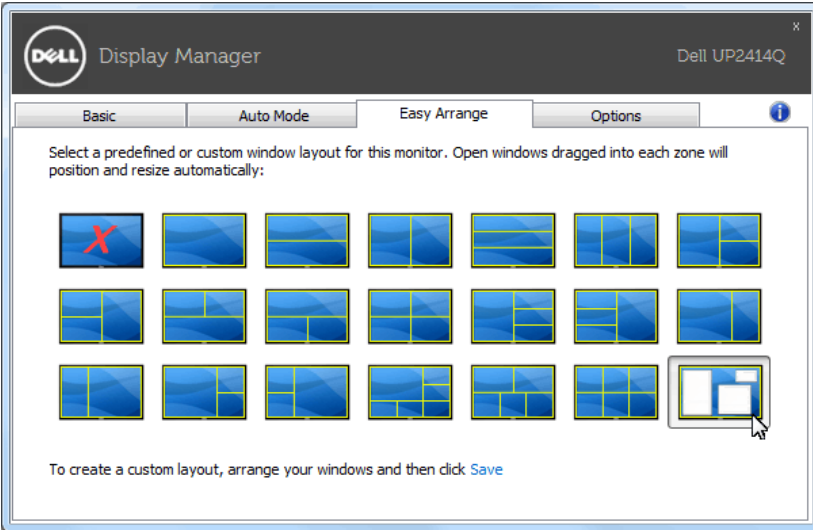 x
DELL Display Manager
Dell UP2414Q
Basic Auto Mode Easy Arrange Options i
Select a predefined or custom window layout for this monitor. Open windows dragged into each zone will
position and resize automatically:
X
To create a custom layout, arrange your windows and then click Save